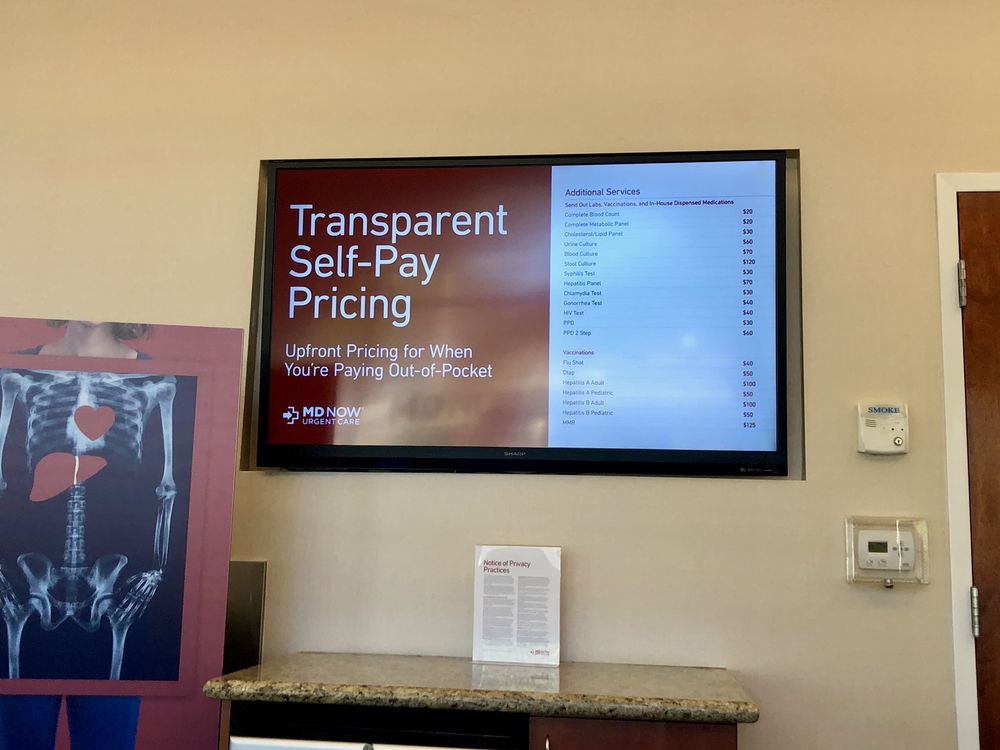 Transparent
Self-Pay
Pricing
Upfront Pricing for When
You're Paying Out-of-Pocket
MD NOW
URGENT CARE
Additional Services
Send Out Labs, Vaccinations, and In-House Dispensed Medications
Complete Blood Count $20
Complete Metabolic Panel $20
Cholesterol/Lipid Panel $30
Urine Culture $60
Blood Culture $70
Stool Culture $120
Syphilis Test $30
Hepatitis Panel $70
Chlamydia Test $30
Gonorrhea Test $40
HIV Test $40
PPD $30
PPD 2 Step $60
Vaccinations
Flu Shot $40
Dtap $50
Hepatitis A Adult $100
Hepatitis A Pediatric $50
Hepatitis B Adult $100
Hepatitis B Pediatric $50
MMR $125
SHARP
SMOKE
Notice of Privacy
Practices